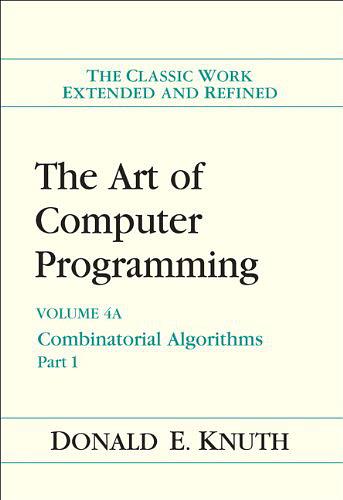 THE CLASSIC WORK
EXTENDED AND REFINED
The Art of
Computer
Programming
VOLUME 4A
Combinatorial Algorithms
Part 1
DONALD E. KNUTH